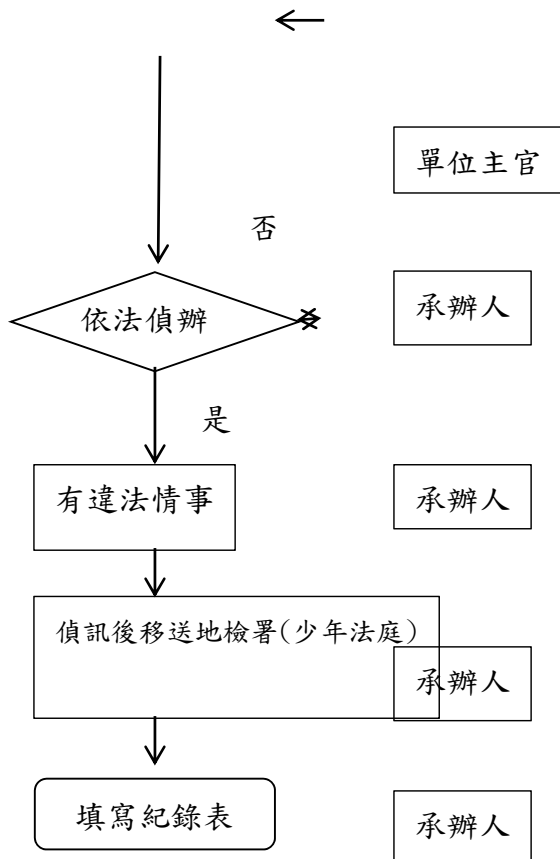 單位主官
否
依法偵辦
承辦人
是
有違法情事
承辦人
偵訊後移送地檢署(少年法庭)
承辦人
填寫紀錄表
承辦人